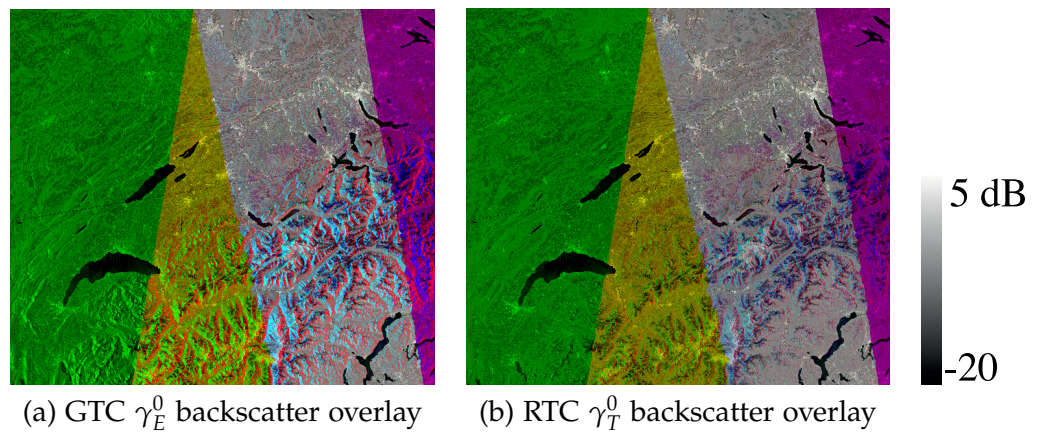 5 dB
-20
(a) GTC γ⁰_E backscatter overlay
(b) RTC γ⁰_T backscatter overlay